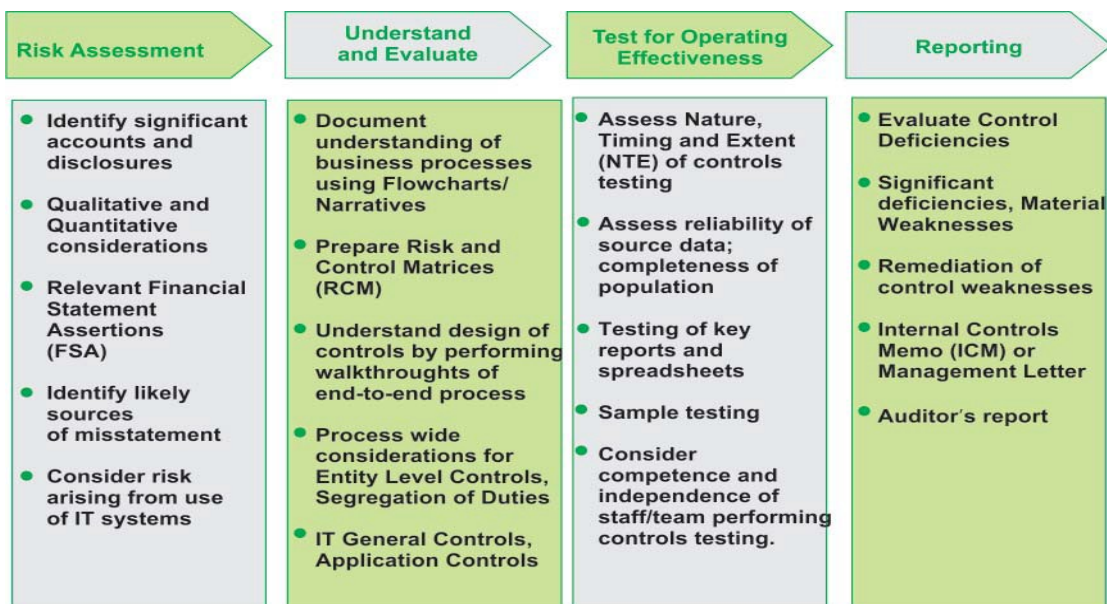 Risk Assessment
Understand
and Evaluate
Test for Operating
Effectiveness
Reporting
• Identify significant
accounts and
disclosures
• Qualitative and
Quantitative
considerations
• Relevant Financial
Statement
Assertions
(FSA)
• Identify likely
sources
of misstatement
• Consider risk
arising from use
of IT systems
• Document
understanding of
business processes
using Flowcharts/
Narratives
• Prepare Risk and
Control Matrices
(RCM)
• Understand design of
controls by performing
walkthroughts of
end-to-end process
• Process wide
considerations for
Entity Level Controls,
Segregation of Duties
• IT General Controls,
Application Controls
• Assess Nature,
Timing and Extent
(NTE) of controls
testing
• Assess reliability of
source data;
completeness of
population
• Testing of key
reports and
spreadsheets
• Sample testing
• Consider
competence and
independence of
staff/team performing
controls testing.
• Evaluate Control
Deficiencies
• Significant
deficiencies, Material
Weaknesses
• Remediation of
control weaknesses
• Internal Controls
Memo (ICM) or
Management Letter
• Auditor's report